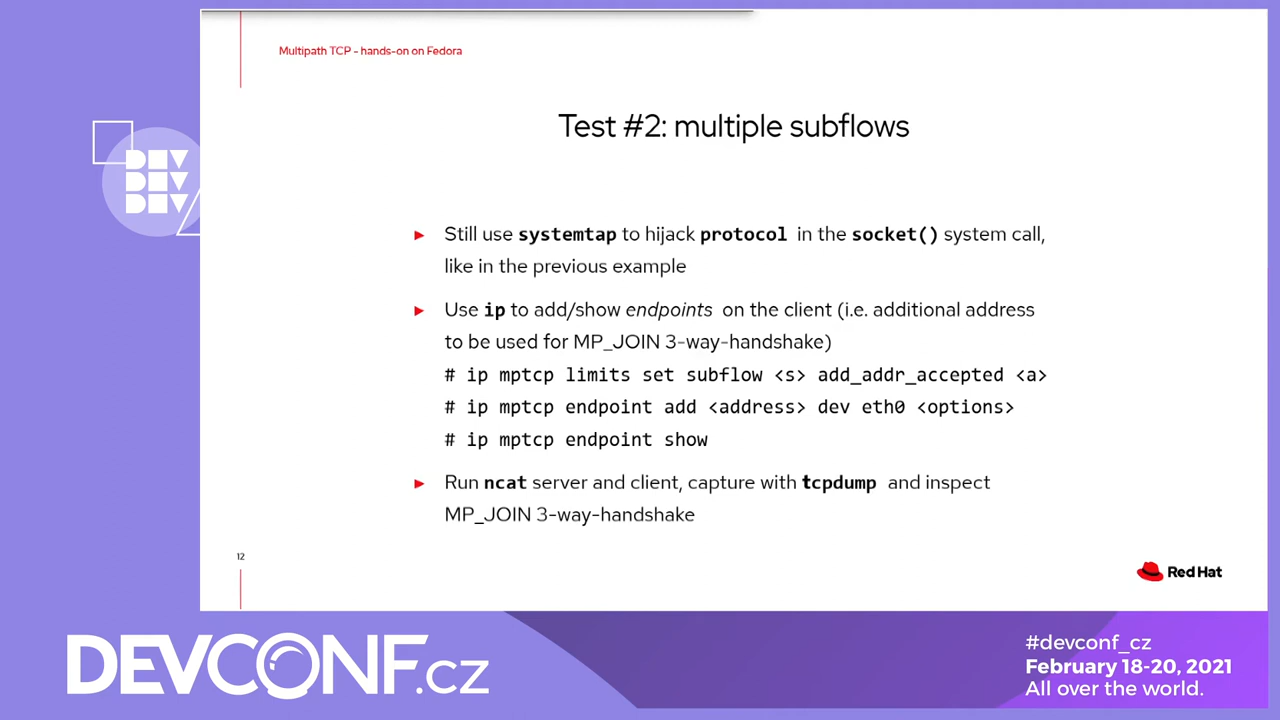 Multipath TCP - hands-on on Fedora
Test #2: multiple subflows
DEV
DEV
DEV
► Still use systemtap to hijack protocol in the socket() system call,
like in the previous example
► Use ip to add/show endpoints on the client (i.e. additional address
to be used for MP_JOIN 3-way-handshake)
# ip mptcp limits set subflow <s> add_addr_accepted <a>
# ip mptcp endpoint add <address> dev eth0 <options>
# ip mptcp endpoint show
► Run ncat server and client, capture with tcpdump and inspect
MP_JOIN 3-way-handshake
12
Red Hat
DEVCONF.cz
#devconf_cz
February 18-20, 2021
All over the world.